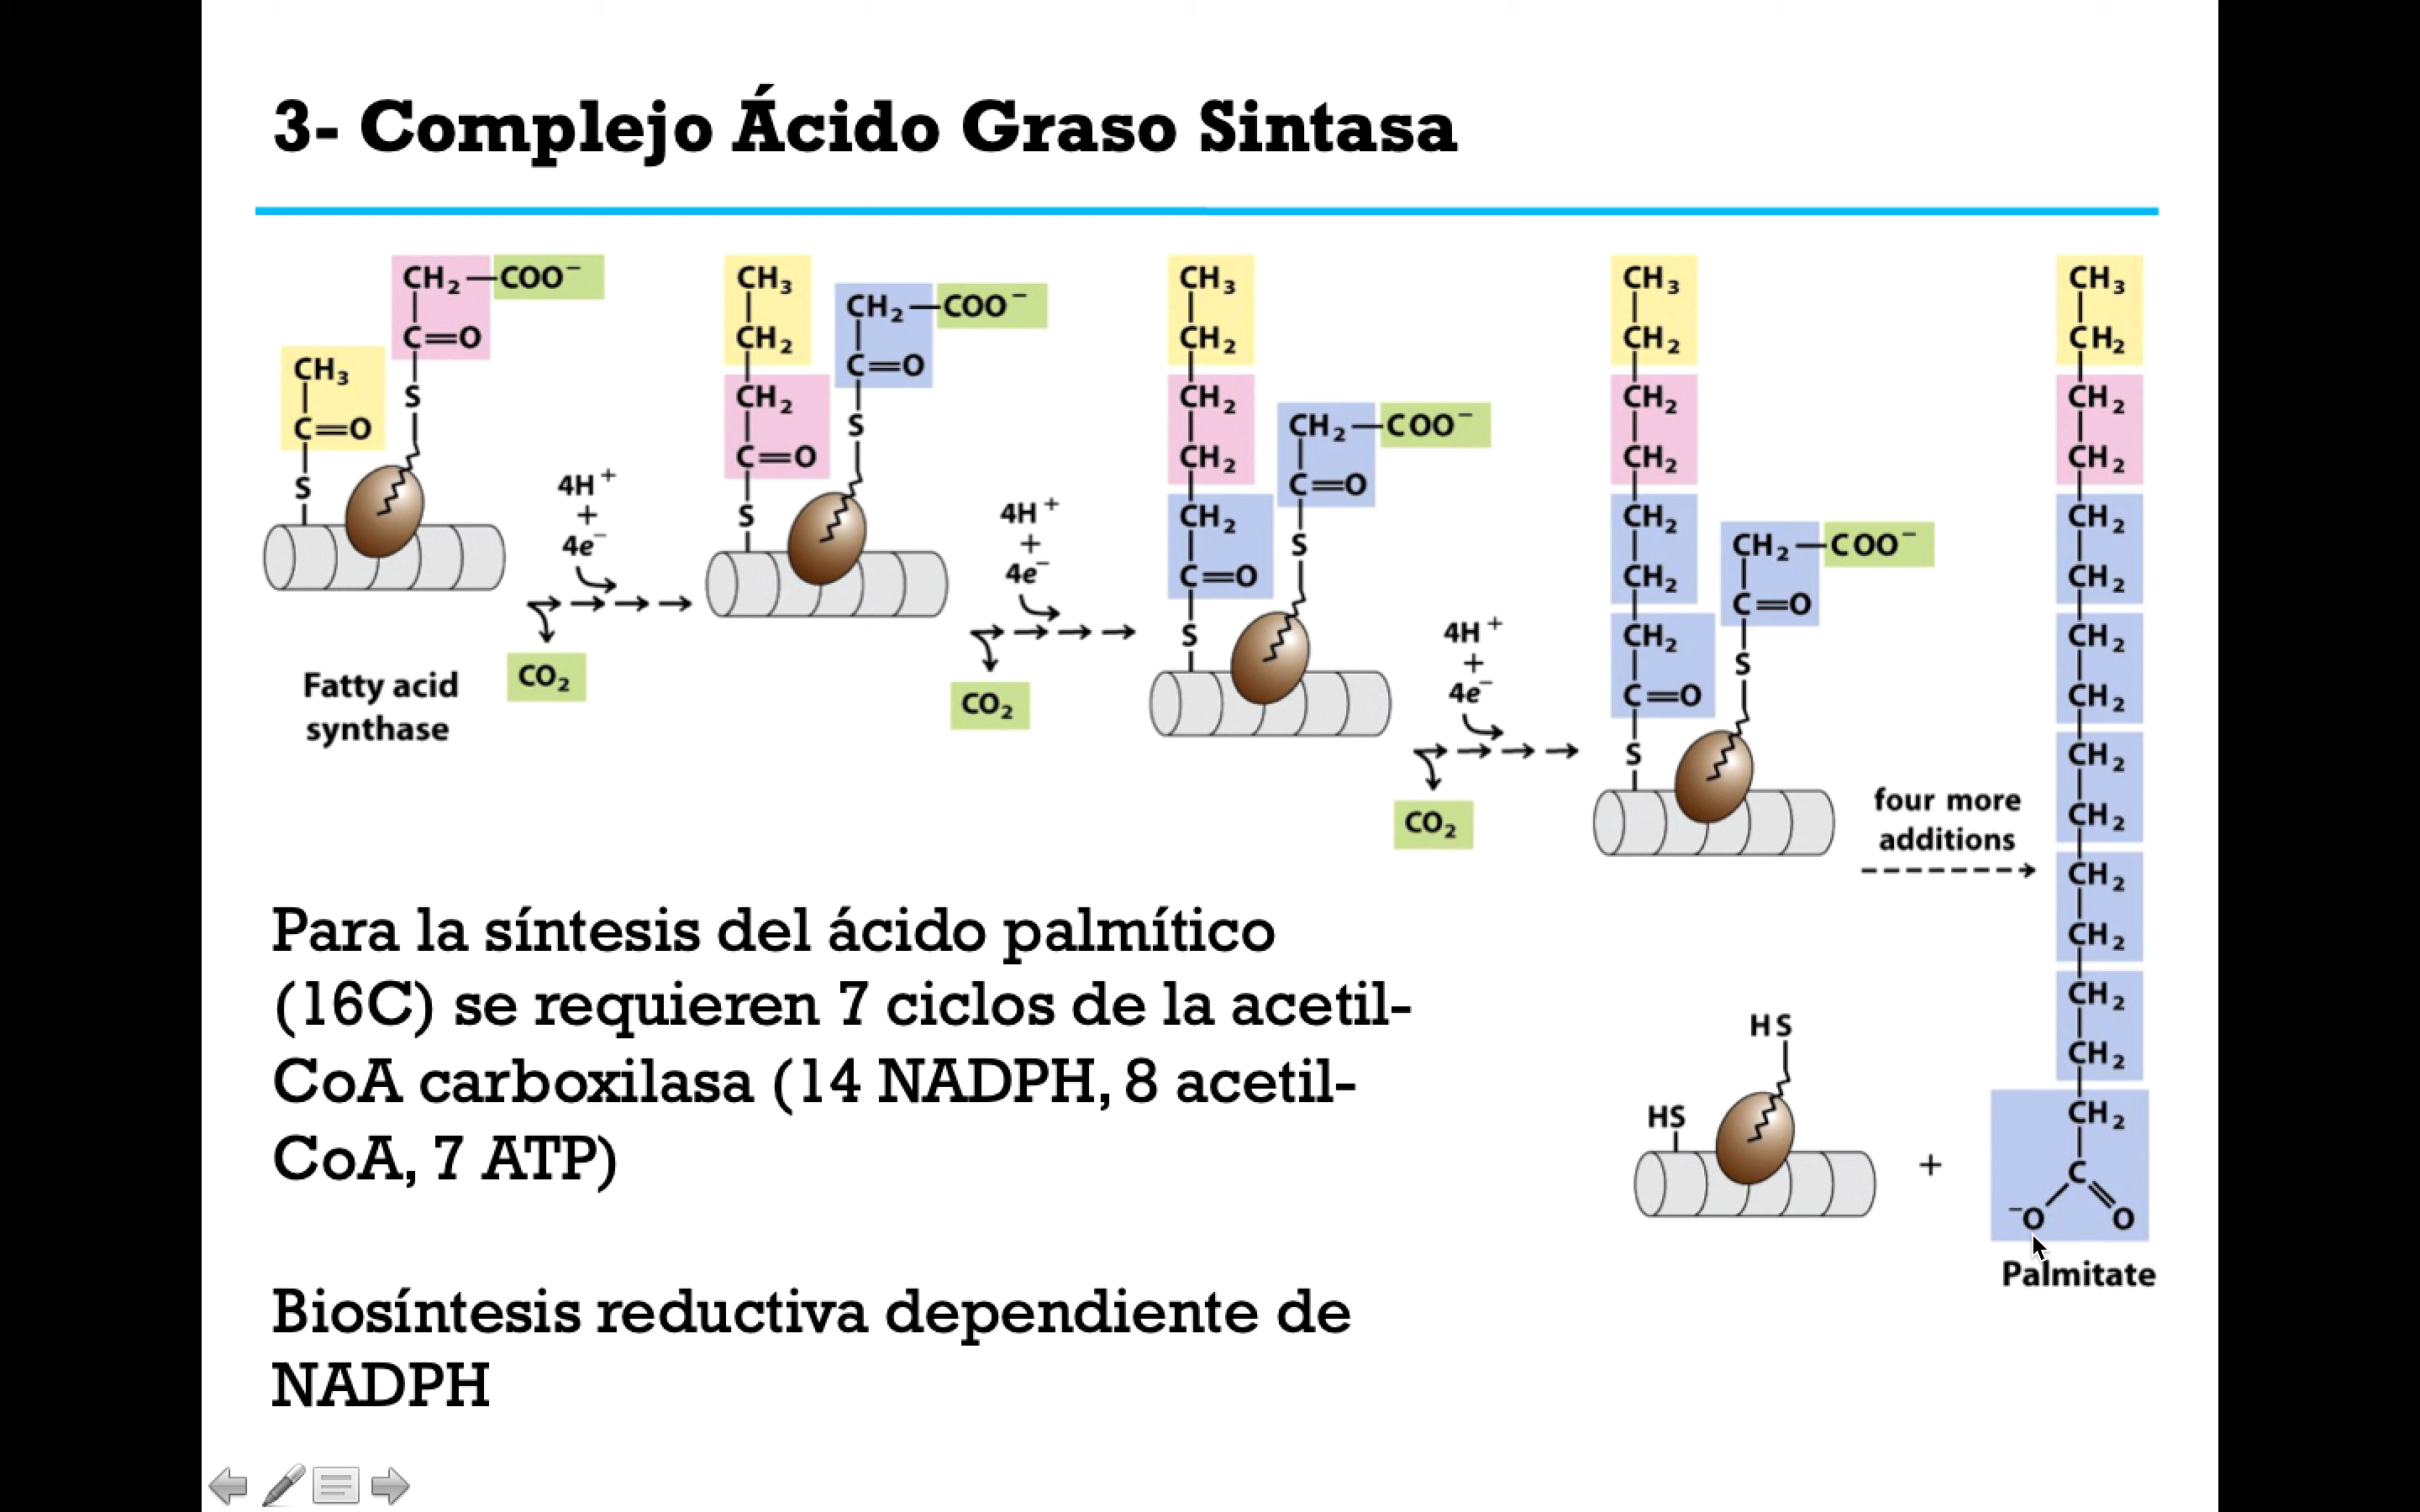 3- Complejo Ácido Graso Sintasa
CH₂—COO⁻
C=O
S
CH₃
C=O
S
Fatty acid
synthase
4H⁺
+
4e⁻
CO₂
CH₃
CH₂
CH₂
C=O
S
CH₂—COO⁻
C=O
S
4H⁺
+
4e⁻
CO₂
CH₃
CH₂
CH₂
CH₂
CH₂
C=O
S
CH₂—COO⁻
C=O
S
4H⁺
+
4e⁻
CO₂
CH₃
CH₂
CH₂
CH₂
CH₂
CH₂
CH₂
C=O
S
CH₂—COO⁻
C=O
S
four more
additions
CH₃
CH₂
CH₂
CH₂
CH₂
CH₂
CH₂
CH₂
CH₂
CH₂
CH₂
CH₂
CH₂
CH₂
CH₂
C
⁻O O
Palmitate
HS
HS
+
Para la síntesis del ácido palmítico
(16C) se requieren 7 ciclos de la acetil-
CoA carboxilasa (14 NADPH, 8 acetil-
CoA, 7 ATP)
Biosíntesis reductiva dependiente de
NADPH